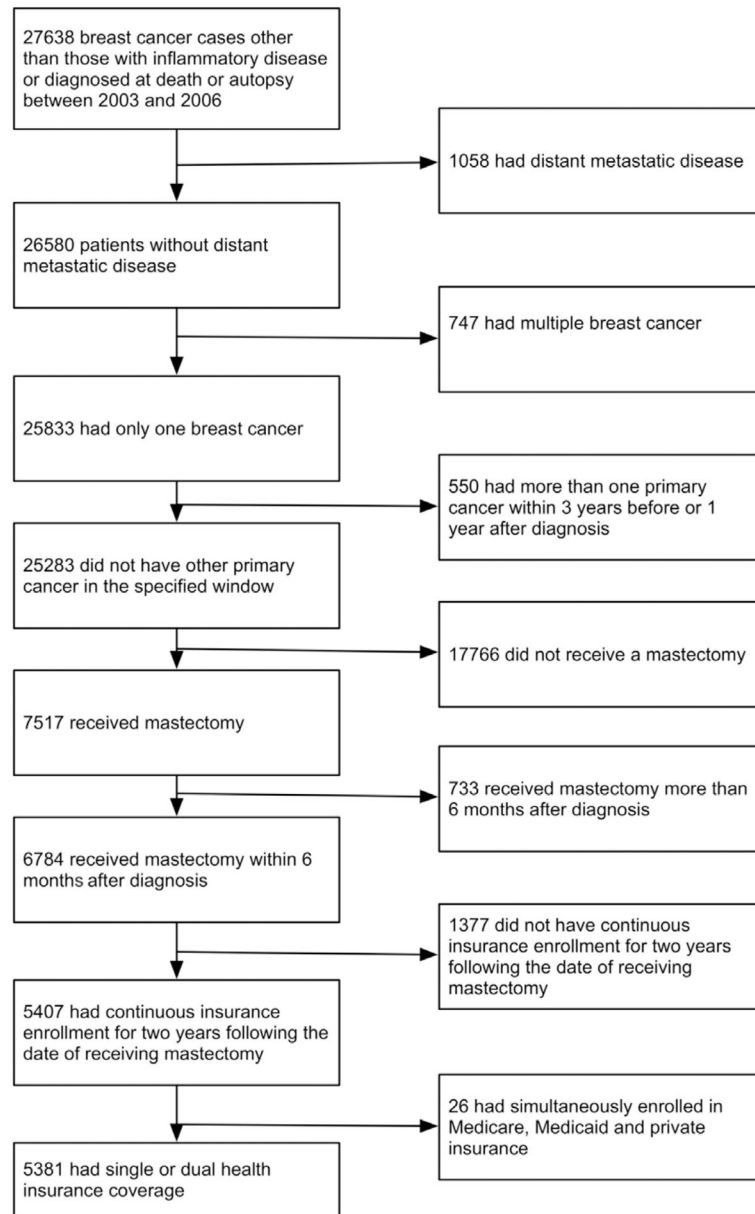 27638 breast cancer cases other
than those with inflammatory disease
or diagnosed at death or autopsy
between 2003 and 2006
1058 had distant metastatic disease
26580 patients without distant
metastatic disease
747 had multiple breast cancer
25833 had only one breast cancer
550 had more than one primary
cancer within 3 years before or 1
year after diagnosis
25283 did not have other primary
cancer in the specified window
17766 did not receive a mastectomy
7517 received mastectomy
733 received mastectomy more than
6 months after diagnosis
6784 received mastectomy within 6
months after diagnosis
1377 did not have continuous
insurance enrollment for two years
following the date of receiving
mastectomy
5407 had continuous insurance
enrollment for two years following the
date of receiving mastectomy
26 had simultaneously enrolled in
Medicare, Medicaid and private
insurance
5381 had single or dual health
insurance coverage